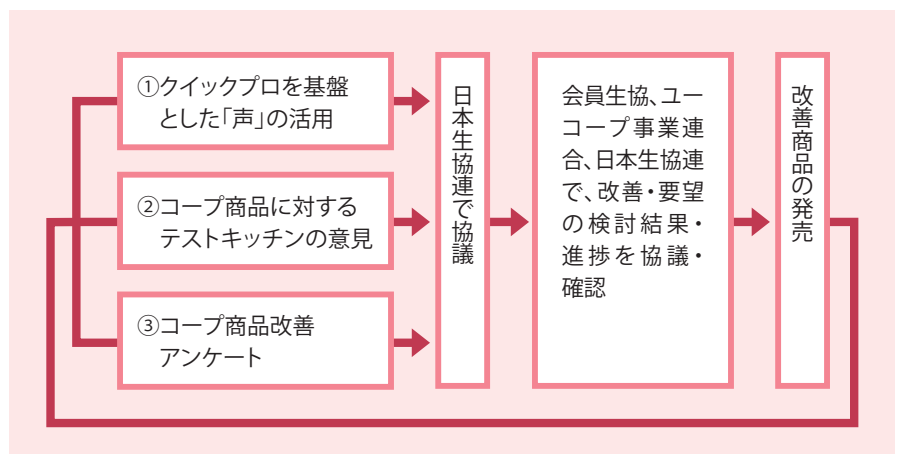 ①クイックプロを基盤
とした「声」の活用
②コープ商品に対する
テストキッチンの意見
③コープ商品改善
アンケート
日本生協連で協議
会員生協、ユー
コープ事業連
合、日本生協連
で、改善・要望
の検討結果・
進捗を協議・
確認
改善商品の発売